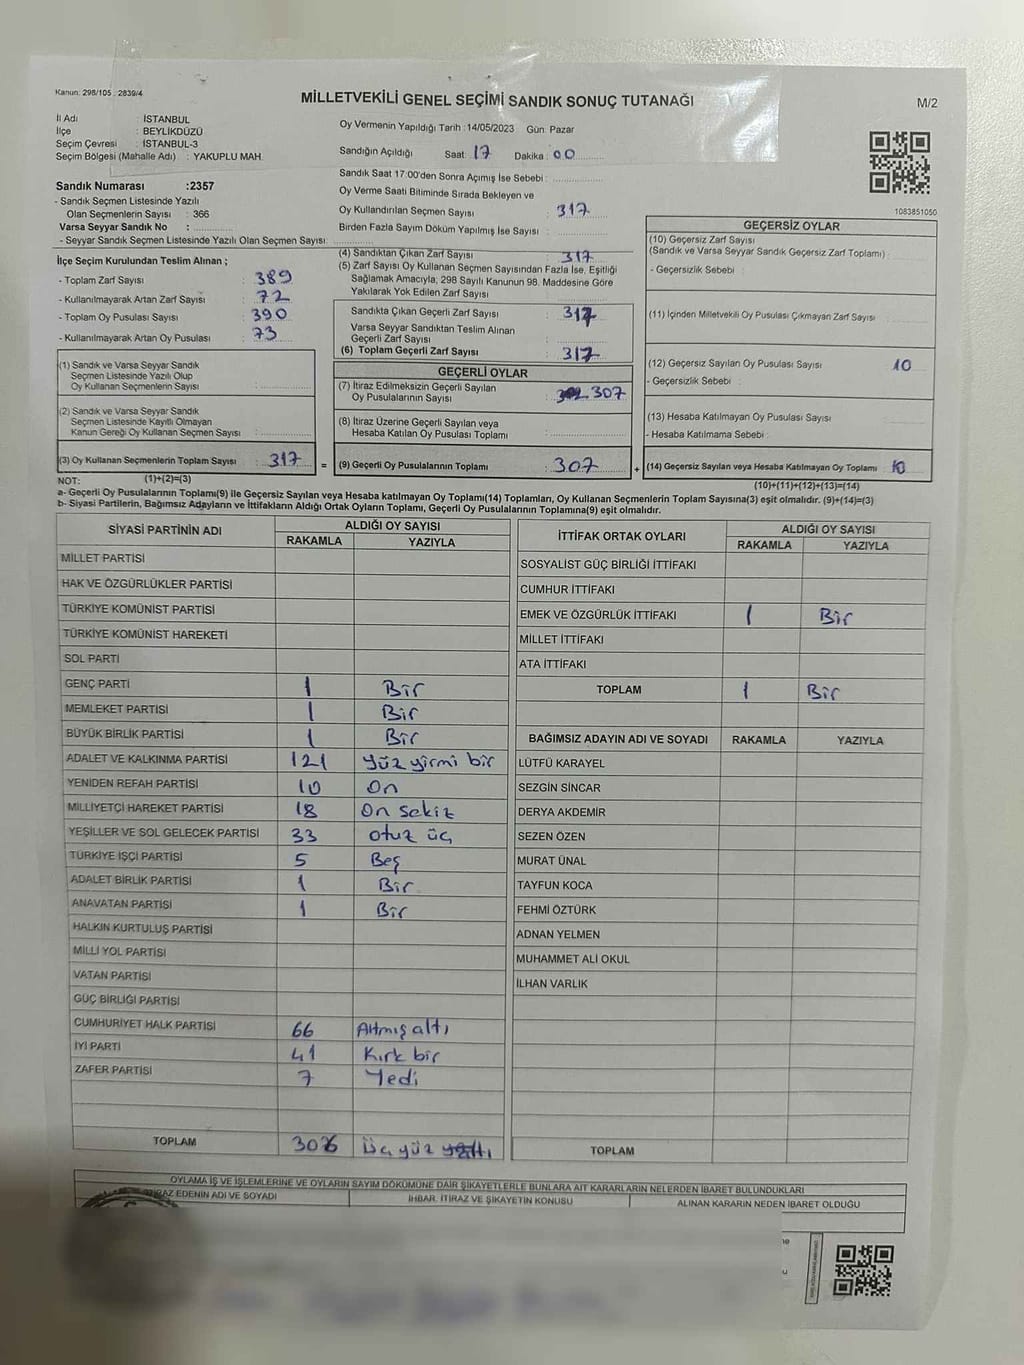 Kanun: 298/105 : 2839/4
MİLLETVEKİLİ GENEL SEÇİMİ SANDIK SONUÇ TUTANAĞI
M/2
İl Adı : İSTANBUL
İlçe : BEYLİKDÜZÜ
Seçim Çevresi : İSTANBUL-3
Seçim Bölgesi (Mahalle Adı) : YAKUPLU MAH.
Oy Vermenin Yapıldığı Tarih : 14/05/2023 Gün: Pazar
Sandığın Açıldığı Saat : 17 Dakika : 00
Sandık Saat 17:00'den Sonra Açılmış İse Sebebi :
Oy Verme Saati Bitiminde Sırada Bekleyen ve
Oy Kullandırılan Seçmen Sayısı : 317
Birden Fazla Sayım Döküm Yapılmış İse Sayısı :
1083851050
Sandık Numarası :2357
- Sandık Seçmen Listesinde Yazılı
Olan Seçmenlerin Sayısı : 366
Varsa Seyyar Sandık No :
- Seyyar Sandık Seçmen Listesinde Yazılı Olan Seçmen Sayısı:
İlçe Seçim Kurulundan Teslim Alınan ;
- Toplam Zarf Sayısı : 389
- Kullanılmayarak Artan Zarf Sayısı : 72
- Toplam Oy Pusulası Sayısı : 390
- Kullanılmayarak Artan Oy Pusulası : 73
(1) Sandık ve Varsa Seyyar Sandık
Seçmen Listesinde Yazılı Olup
Oy Kullanan Seçmenlerin Sayısı :
(2) Sandık ve Varsa Seyyar Sandık
Seçmen Listesinde Kayıtlı Olmayan
Kanun Gereği Oy Kullanan Seçmen Sayısı :
(3) Oy Kullanan Seçmenlerin Toplam Sayısı : 317
(1)+(2)=(3)
(4) Sandıktan Çıkan Zarf Sayısı : 317
(5) Zarf Sayısı Oy Kullanan Seçmen Sayısından Fazla İse, Eşitliği
Sağlamak Amacıyla, 298 Sayılı Kanunun 98. Maddesine Göre
Yakılarak Yok Edilen Zarf Sayısı :
Sandıkta Çıkan Geçerli Zarf Sayısı : 317
Varsa Seyyar Sandıktan Teslim Alınan
Geçerli Zarf Sayısı :
(6) Toplam Geçerli Zarf Sayısı : 317
GEÇERLİ OYLAR
(7) İtiraz Edilmeksizin Geçerli Sayılan
Oy Pusulalarının Sayısı : 307
(8) İtiraz Üzerine Geçerli Sayılan veya
Hesaba Katılan Oy Pusulası Toplamı :
= (9) Geçerli Oy Pusulalarının Toplamı : 307
GEÇERSİZ OYLAR
(10) Geçersiz Zarf Sayısı
(Sandık ve Varsa Seyyar Sandık Geçersiz Zarf Toplamı) :
- Geçersizlik Sebebi :
(11) İçinden Milletvekili Oy Pusulası Çıkmayan Zarf Sayısı :
(12) Geçersiz Sayılan Oy Pusulası Sayısı : 10
- Geçersizlik Sebebi :
(13) Hesaba Katılmayan Oy Pusulası Sayısı :
- Hesaba Katılmama Sebebi :
+ (14) Geçersiz Sayılan veya Hesaba Katılmayan Oy Toplamı : 10
(10)+(11)+(12)+(13)=(14)
NOT:
a- Geçerli Oy Pusulalarının Toplamı(9) ile Geçersiz Sayılan veya Hesaba katılmayan Oy Toplamı(14) Toplamları, Oy Kullanan Seçmenlerin Toplam Sayısına(3) eşit olmalıdır. (9)+(14)=(3)
b- Siyasi Partilerin, Bağımsız Adayların ve İttifakların Aldığı Ortak Oyların Toplamı, Geçerli Oy Pusulalarının Toplamına(9) eşit olmalıdır.
SİYASİ PARTİNİN ADI ALDIĞI OY SAYISI
RAKAMLA YAZIYLA
MİLLET PARTİSİ
HAK VE ÖZGÜRLÜKLER PARTİSİ
TÜRKİYE KOMÜNİST PARTİSİ
TÜRKİYE KOMÜNİST HAREKETİ
SOL PARTİ
GENÇ PARTİ 1 Bir
MEMLEKET PARTİSİ 1 Bir
BÜYÜK BİRLİK PARTİSİ 1 Bir
ADALET VE KALKINMA PARTİSİ 121 yüz yirmi bir
YENİDEN REFAH PARTİSİ 10 On
MİLLİYETÇİ HAREKET PARTİSİ 18 On sekiz
YEŞİLLER VE SOL GELECEK PARTİSİ 33 otuz üç
TÜRKİYE İŞÇİ PARTİSİ 5 Beş
ADALET BİRLİK PARTİSİ 1 Bir
ANAVATAN PARTİSİ 1 Bir
HALKIN KURTULUŞ PARTİSİ
MİLLİ YOL PARTİSİ
VATAN PARTİSİ
GÜÇ BİRLİĞİ PARTİSİ
CUMHURİYET HALK PARTİSİ 66 Altmış altı
İYİ PARTİ 41 Kırk bir
ZAFER PARTİSİ 7 Yedi
TOPLAM 306 Üç yüz
İTTİFAK ORTAK OYLARI ALDIĞI OY SAYISI
RAKAMLA YAZIYLA
SOSYALİST GÜÇ BİRLİĞİ İTTİFAKI
CUMHUR İTTİFAKI
EMEK VE ÖZGÜRLÜK İTTİFAKI 1 Bir
MİLLET İTTİFAKI
ATA İTTİFAKI
TOPLAM 1 Bir
BAĞIMSIZ ADAYIN ADI VE SOYADI RAKAMLA YAZIYLA
LÜTFÜ KARAYEL
SEZGİN SİNCAR
DERYA AKDEMİR
SEZEN ÖZEN
MURAT ÜNAL
TAYFUN KOCA
FEHMİ ÖZTÜRK
ADNAN YELMEN
MUHAMMET ALİ OKUL
İLHAN VARLIK
TOPLAM
OYLAMA İŞ VE İŞLEMLERİNE VE OYLARIN SAYIM DÖKÜMÜNE DAİR ŞİKAYETLERLE BUNLARA AİT KARARLARIN NELERDEN İBARET BULUNDUKLARI
İTİRAZ EDENİN ADI VE SOYADI İHBAR, İTİRAZ VE ŞİKAYETİN KONUSU ALINAN KARARIN NEDEN İBARET OLDUĞU